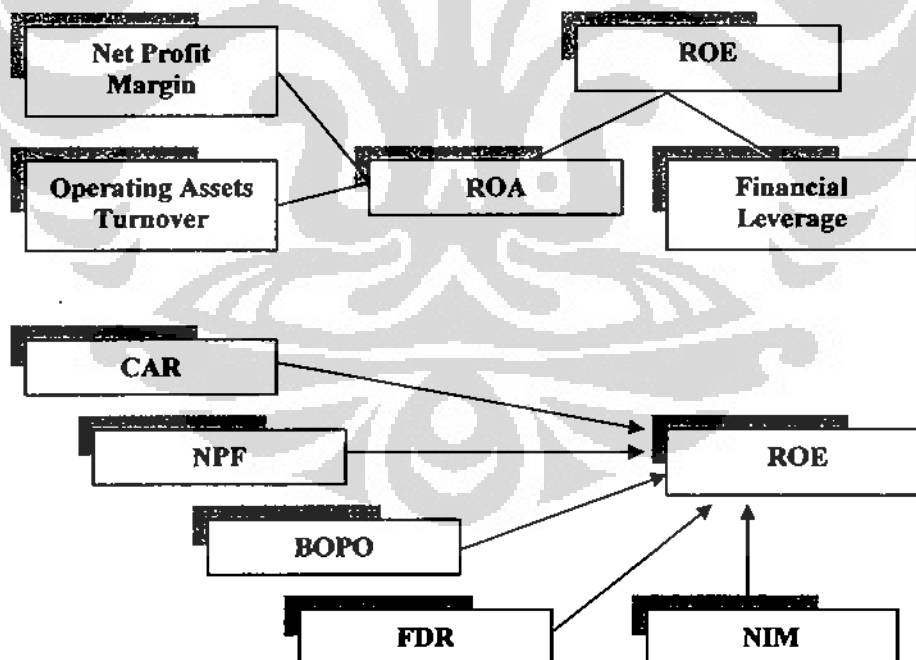 Net Profit
Margin
ROE
Operating Assets
Turnover
ROA
Financial
Leverage
CAR
NPF
ROE
BOPO
FDR
NIM